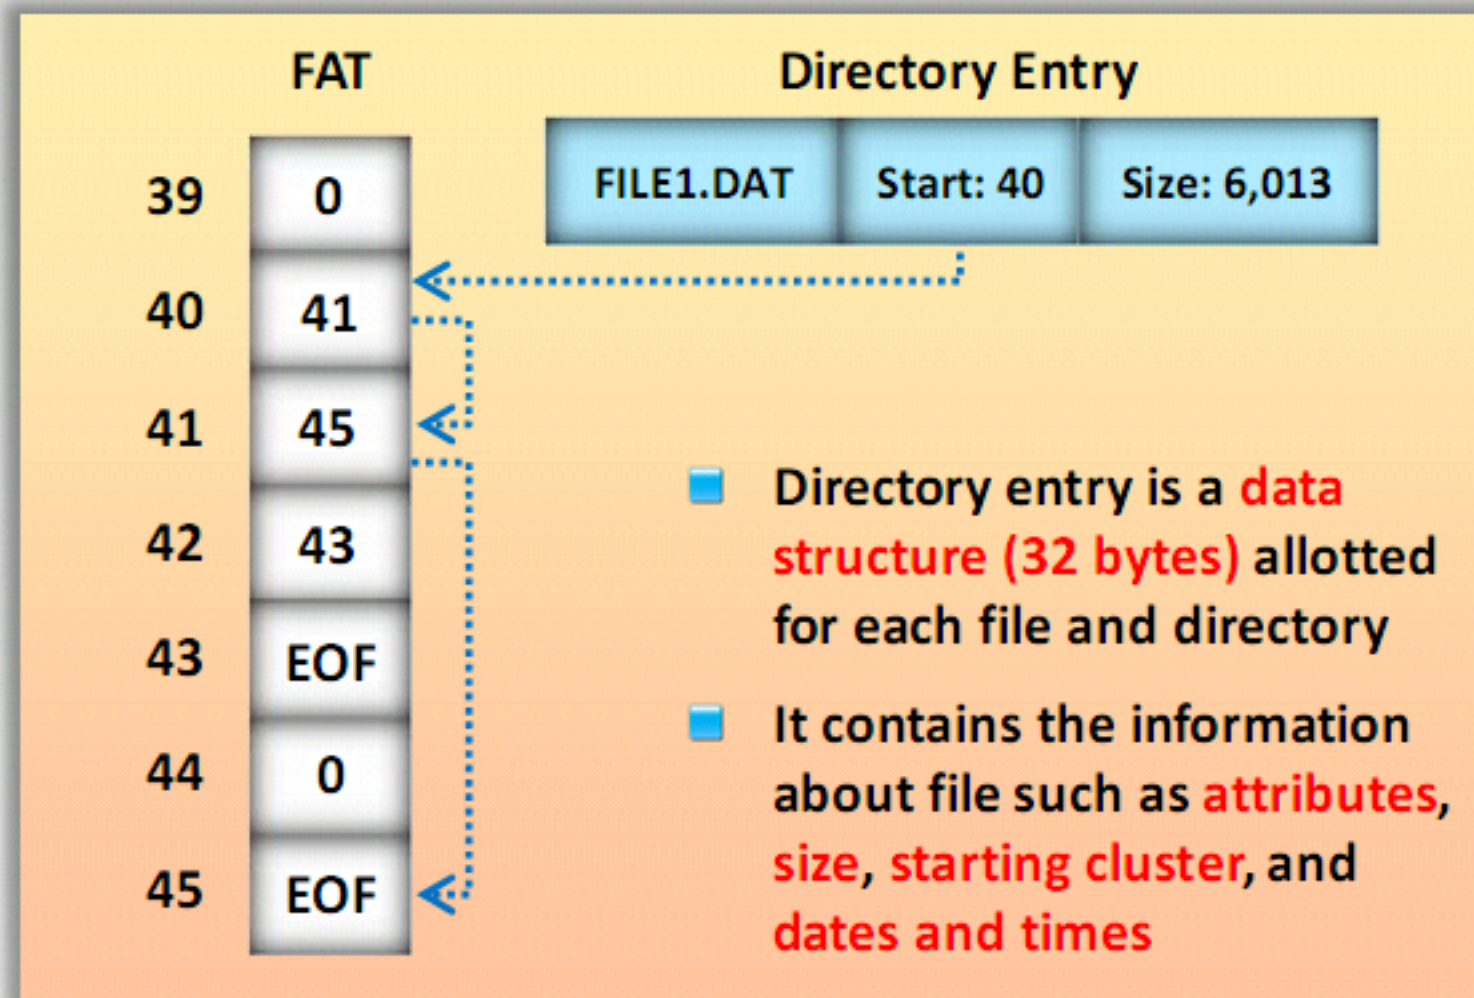 FAT
Directory Entry
FILE1.DAT Start: 40 Size: 6,013
39 0
40 41
41 45
42 43
43 EOF
44 0
45 EOF
Directory entry is a data
structure (32 bytes) allotted
for each file and directory
It contains the information
about file such as attributes,
size, starting cluster, and
dates and times